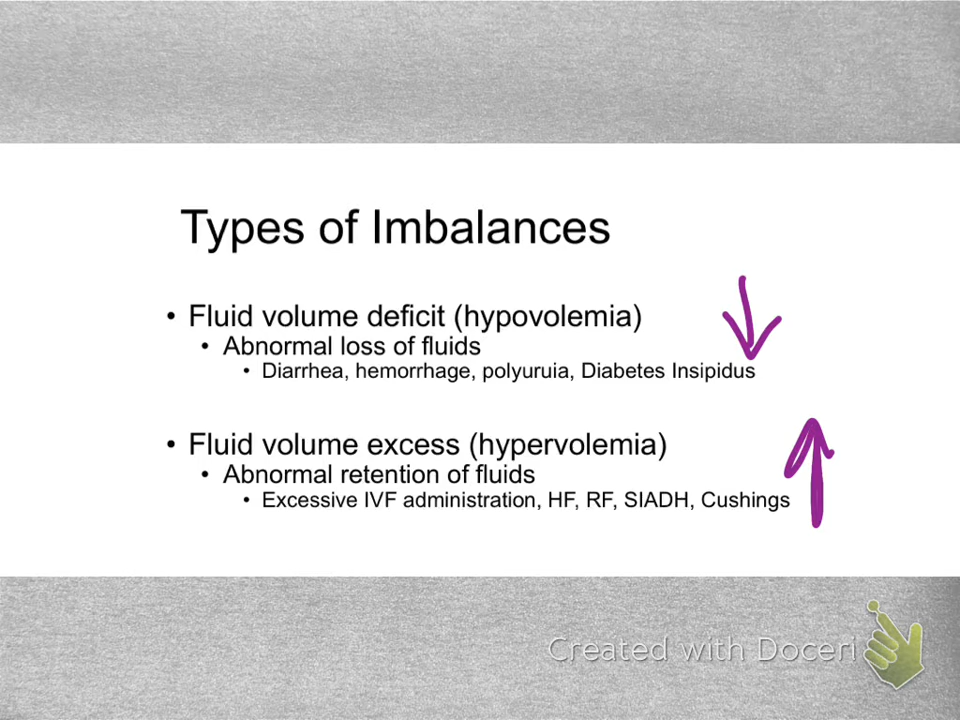 Types of Imbalances
• Fluid volume deficit (hypovolemia)
• Abnormal loss of fluids
• Diarrhea, hemorrhage, polyuruia, Diabetes Insipidus
• Fluid volume excess (hypervolemia)
• Abnormal retention of fluids
• Excessive IVF administration, HF, RF, SIADH, Cushings
Created with Doceri